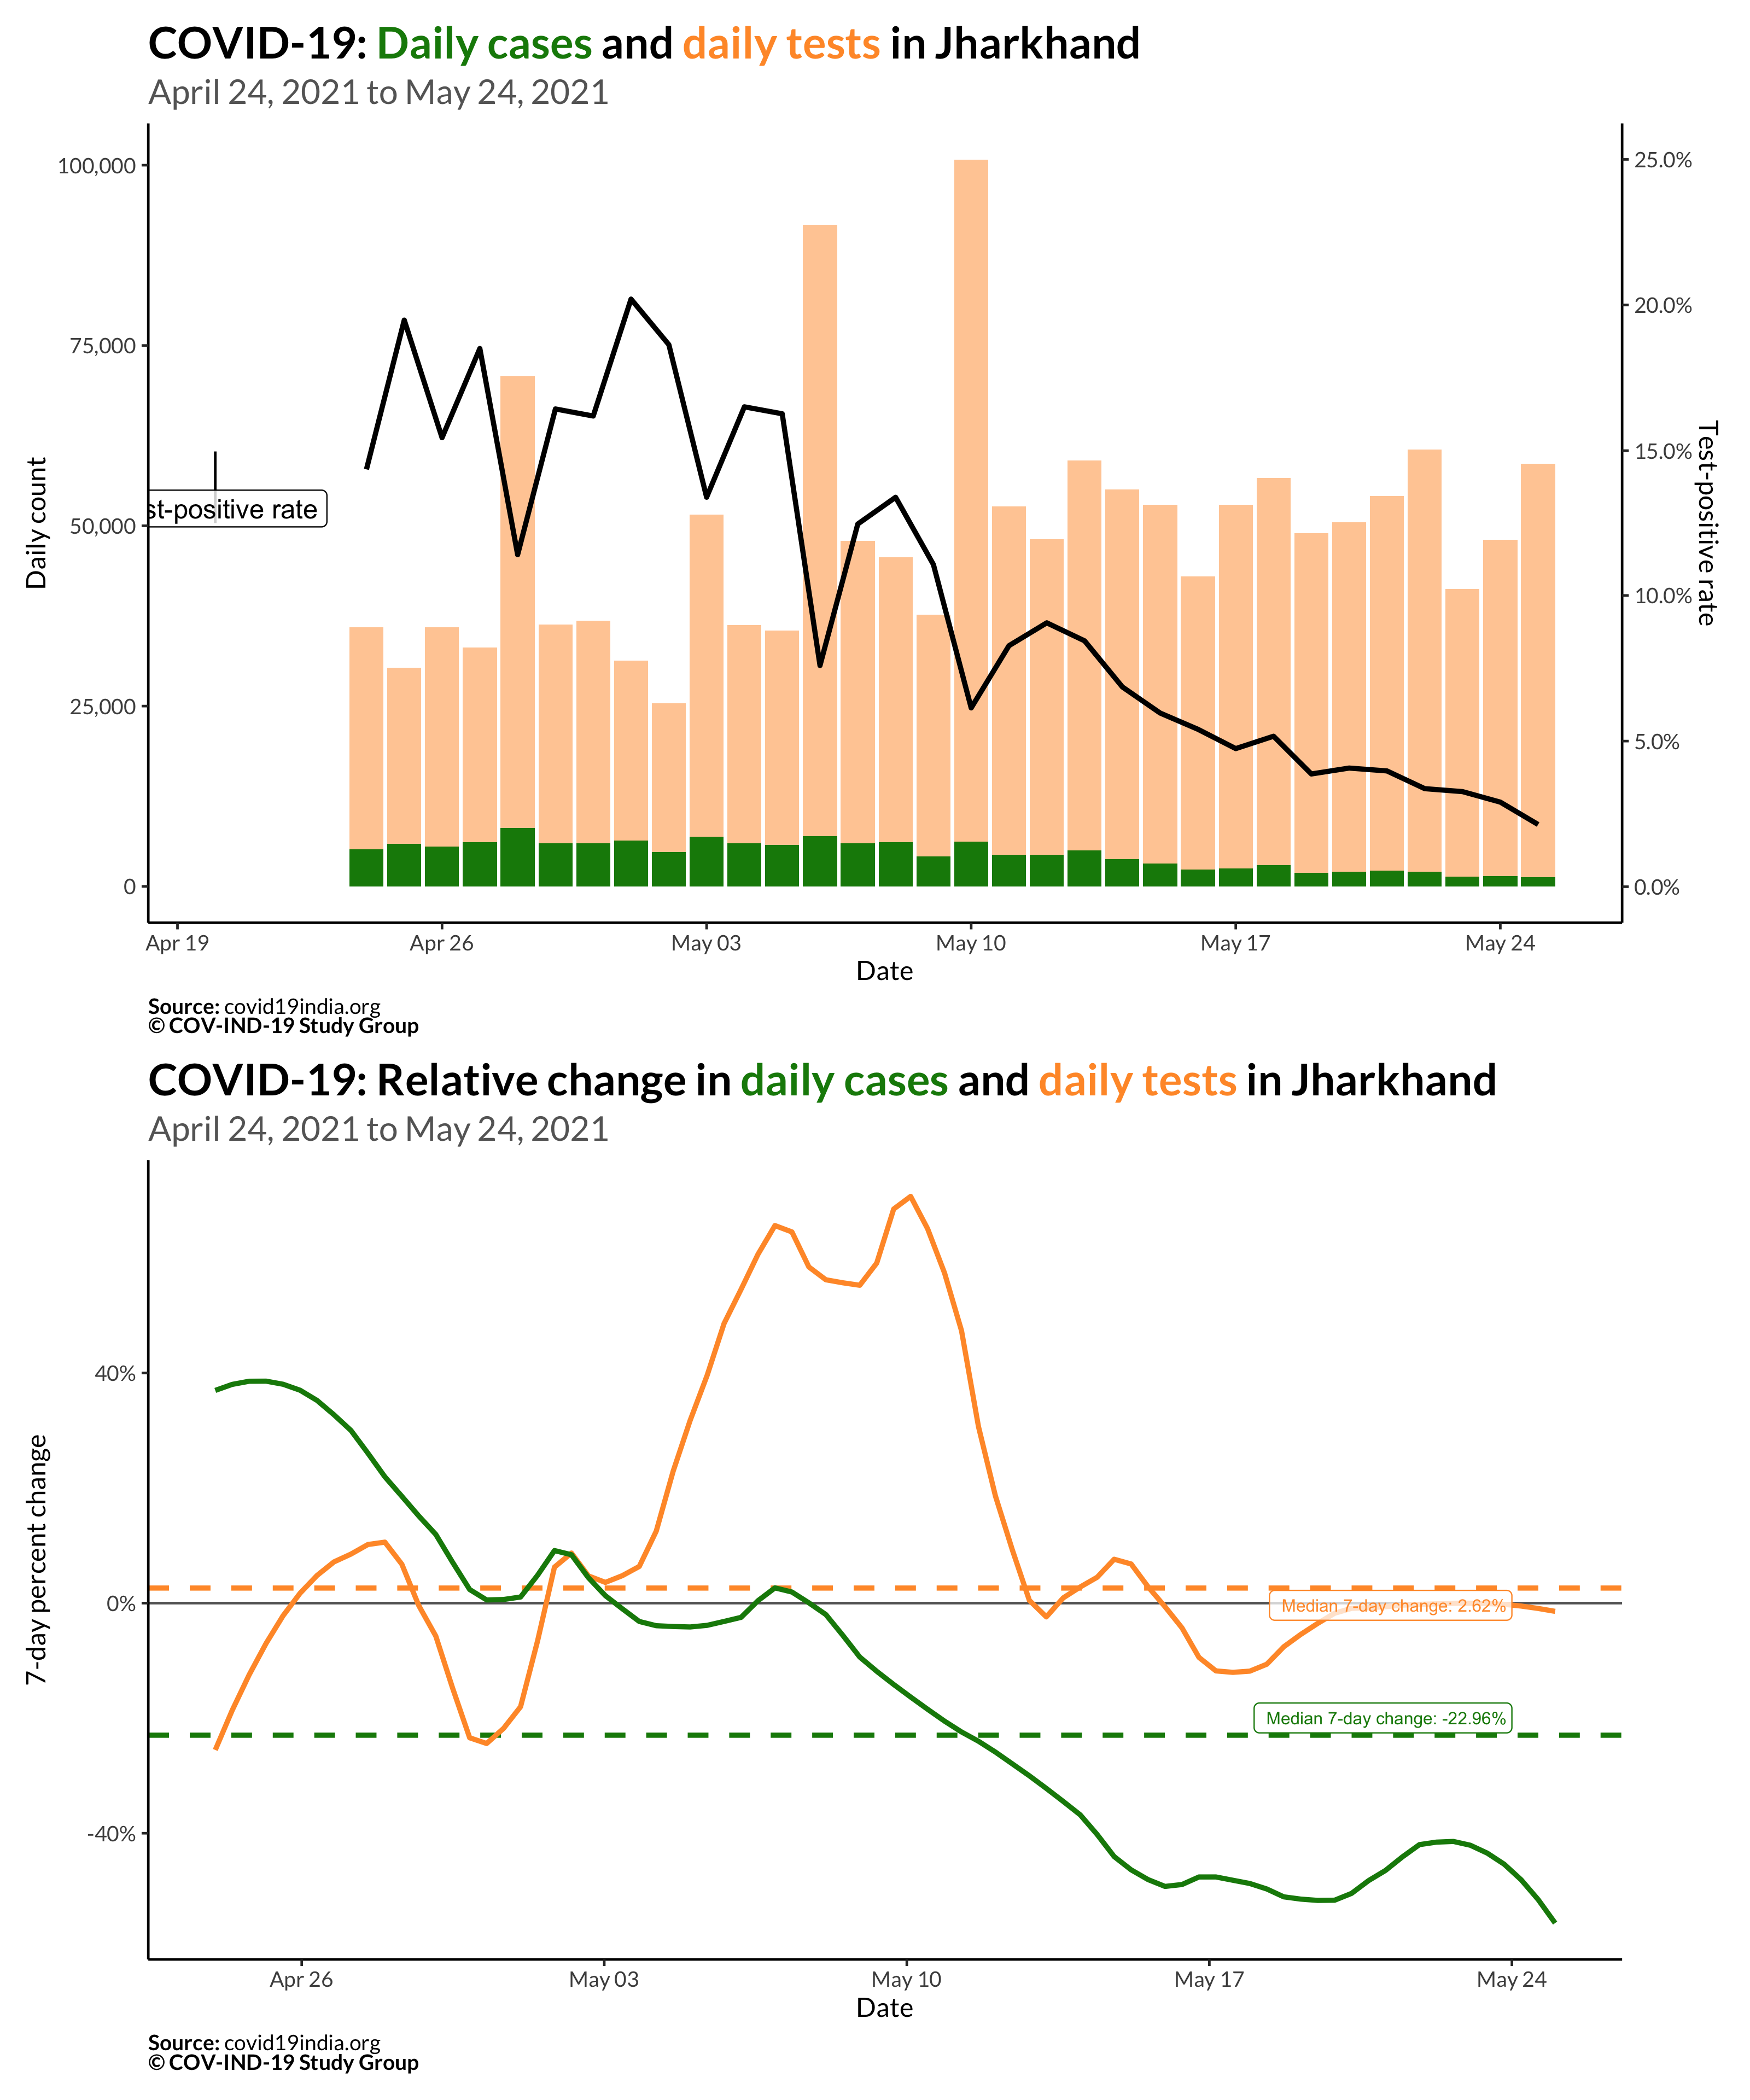 COVID-19: Daily cases and daily tests in Jharkhand
April 24, 2021 to May 24, 2021
100,000
75,000
50,000
25,000
0
Daily count
st-positive rate
25.0%
20.0%
15.0%
10.0%
5.0%
0.0%
Test-positive rate
Apr 19
Apr 26
May 03
May 10
May 17
May 24
Date
Source: covid19india.org
© COV-IND-19 Study Group
COVID-19: Relative change in daily cases and daily tests in Jharkhand
April 24, 2021 to May 24, 2021
40%
0%
-40%
7-day percent change
Median 7-day change: 2.62%
Median 7-day change: -22.96%
Apr 26
May 03
May 10
May 17
May 24
Date
Source: covid19india.org
© COV-IND-19 Study Group